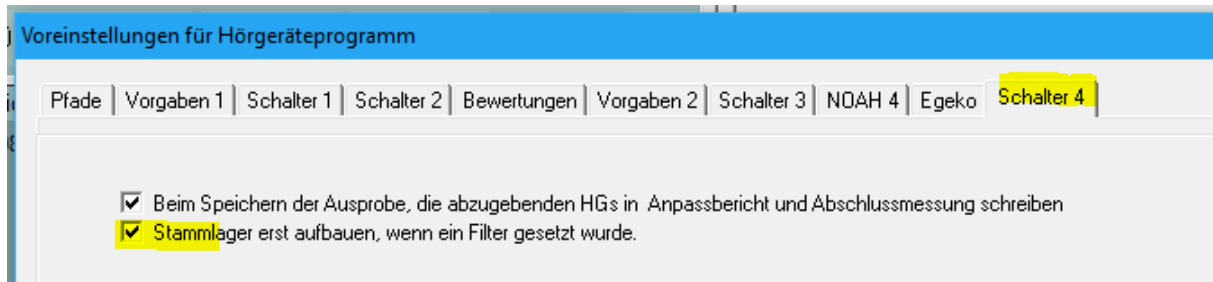 Voreinstellungen für Hörgeräteprogramm
Pfade Vorgaben 1 Schalter 1 Schalter 2 Bewertungen Vorgaben 2 Schalter 3 NOAH 4 Egeko Schalter 4
Beim Speichern der Ausprobe, die abzugebenden HGs in Anpassbericht und Abschlussmessung schreiben
Stammlager erst aufbauen, wenn ein Filter gesetzt wurde.